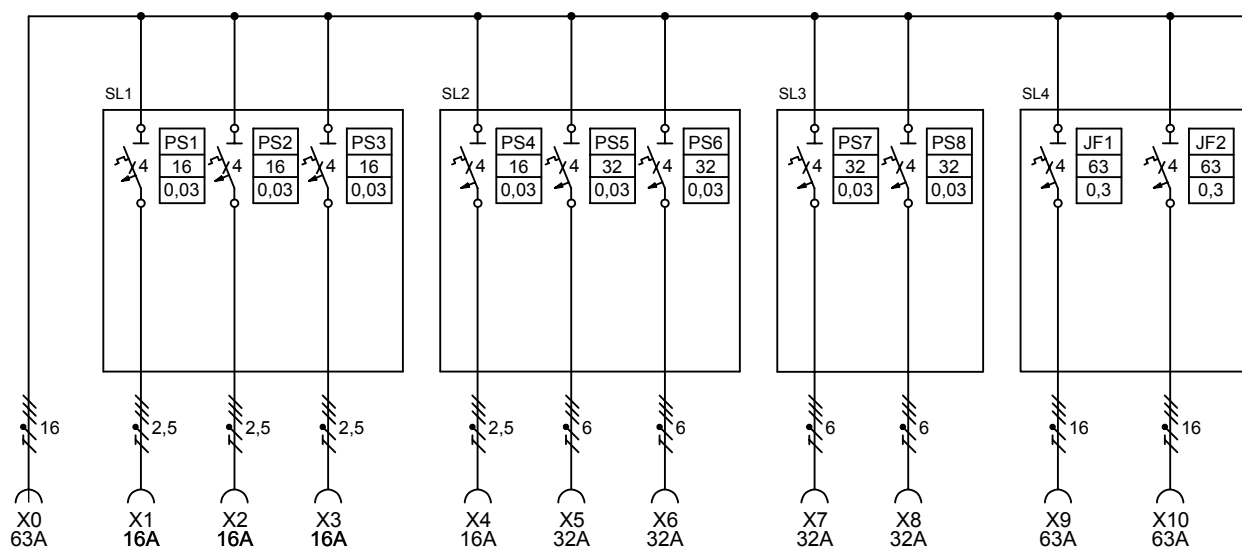 SL1 SL2 SL3 SL4
4 PS1 4 PS2 4 PS3 4 PS4 4 PS5 4 PS6 4 PS7 4 PS8 4 JF1 4 JF2
16 16 16 16 32 32 32 32 63 63
0,03 0,03 0,03 0,03 0,03 0,03 0,03 0,03 0,3 0,3
16 2,5 2,5 2,5 2,5 6 6 6 6 16 16
X0 X1 X2 X3 X4 X5 X6 X7 X8 X9 X10
63A 16A 16A 16A 16A 32A 32A 32A 32A 63A 63A